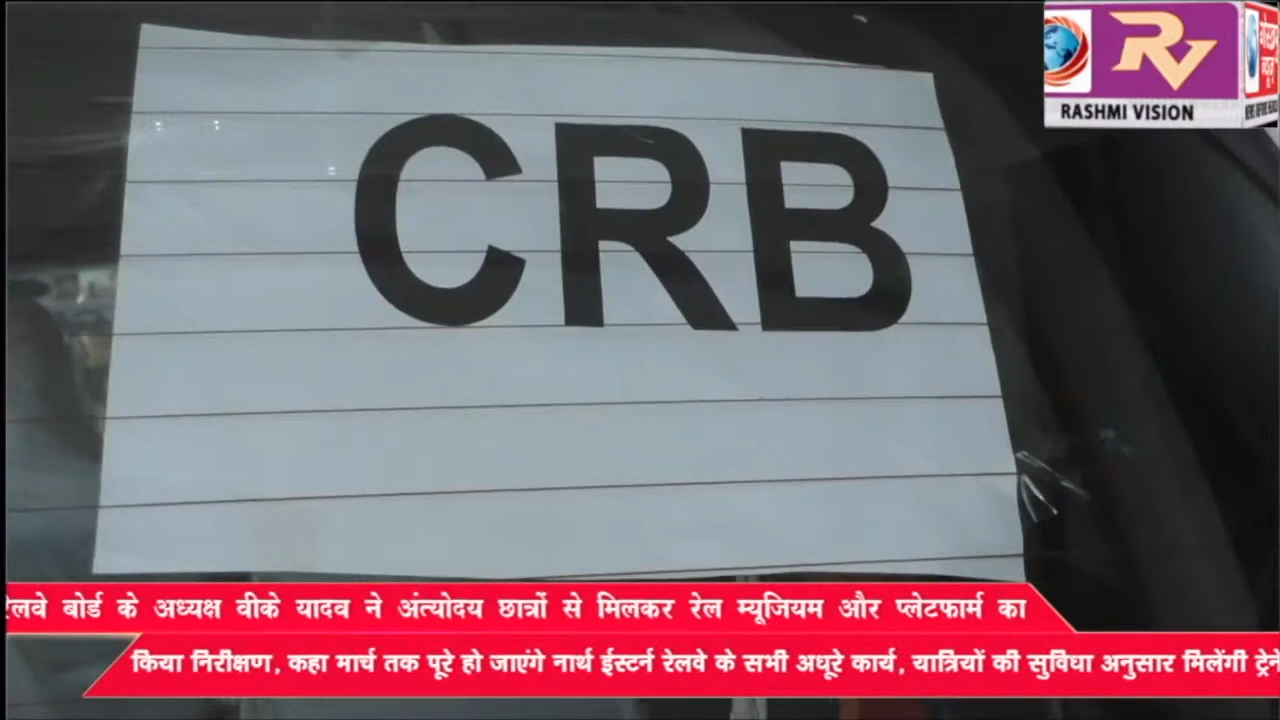 CRB
RV
RASHMI VISION
रेलवे बोर्ड के अध्यक्ष वीके यादव ने अंत्योदय छात्रों से मिलकर रेल म्यूजियम और प्लेटफार्म का
किया निरीक्षण, कहा मार्च तक पूरे हो जाएंगे नार्थ ईस्टर्न रेलवे के सभी अधूरे कार्य, यात्रियों की सुविधा अनुसार मिलेंगी ट्रेने